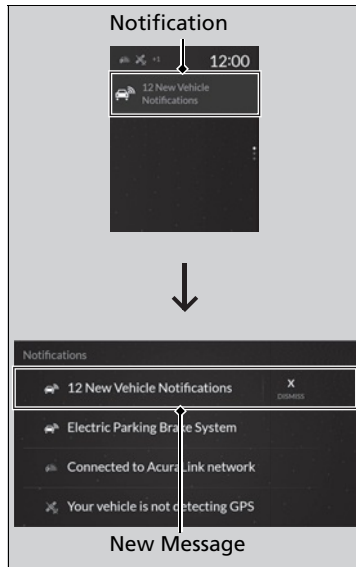 Notification
+1 12:00
12 New Vehicle
Notifications
Notifications
12 New Vehicle Notifications X
DISMISS
Electric Parking Brake System
Connected to AcuraLink network
Your vehicle is not detecting GPS
New Message